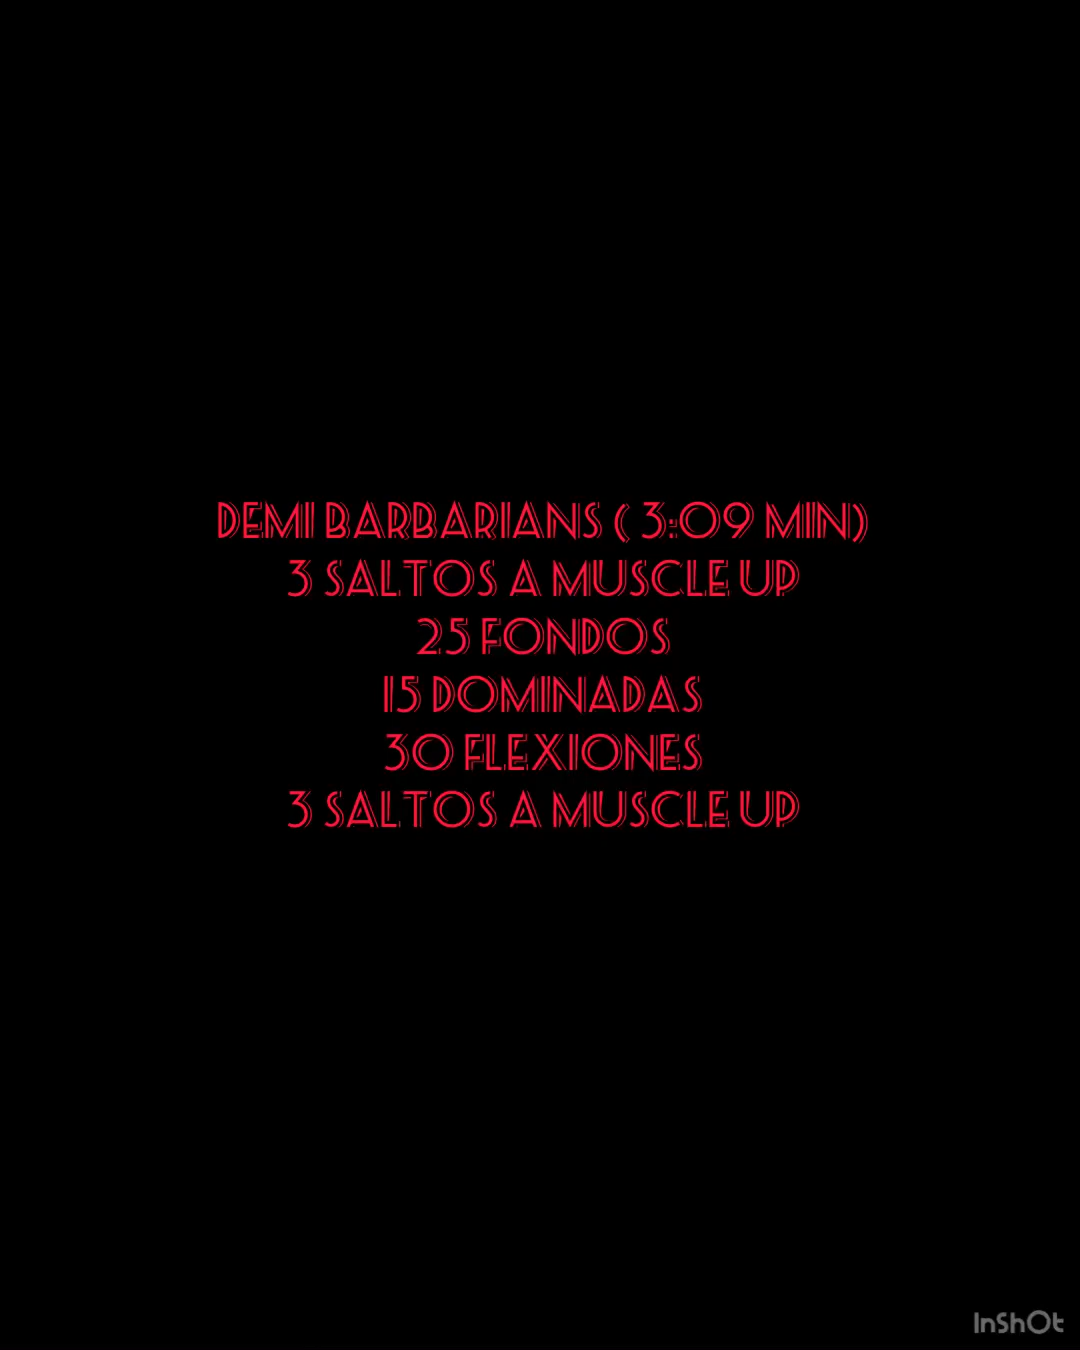 DEMI BARBARIANS ( 3:09 MIN)
3 SALTOS A MUSCLE UP
25 FONDOS
15 DOMINADAS
30 FLEXIONES
3 SALTOS A MUSCLE UP
InShOt